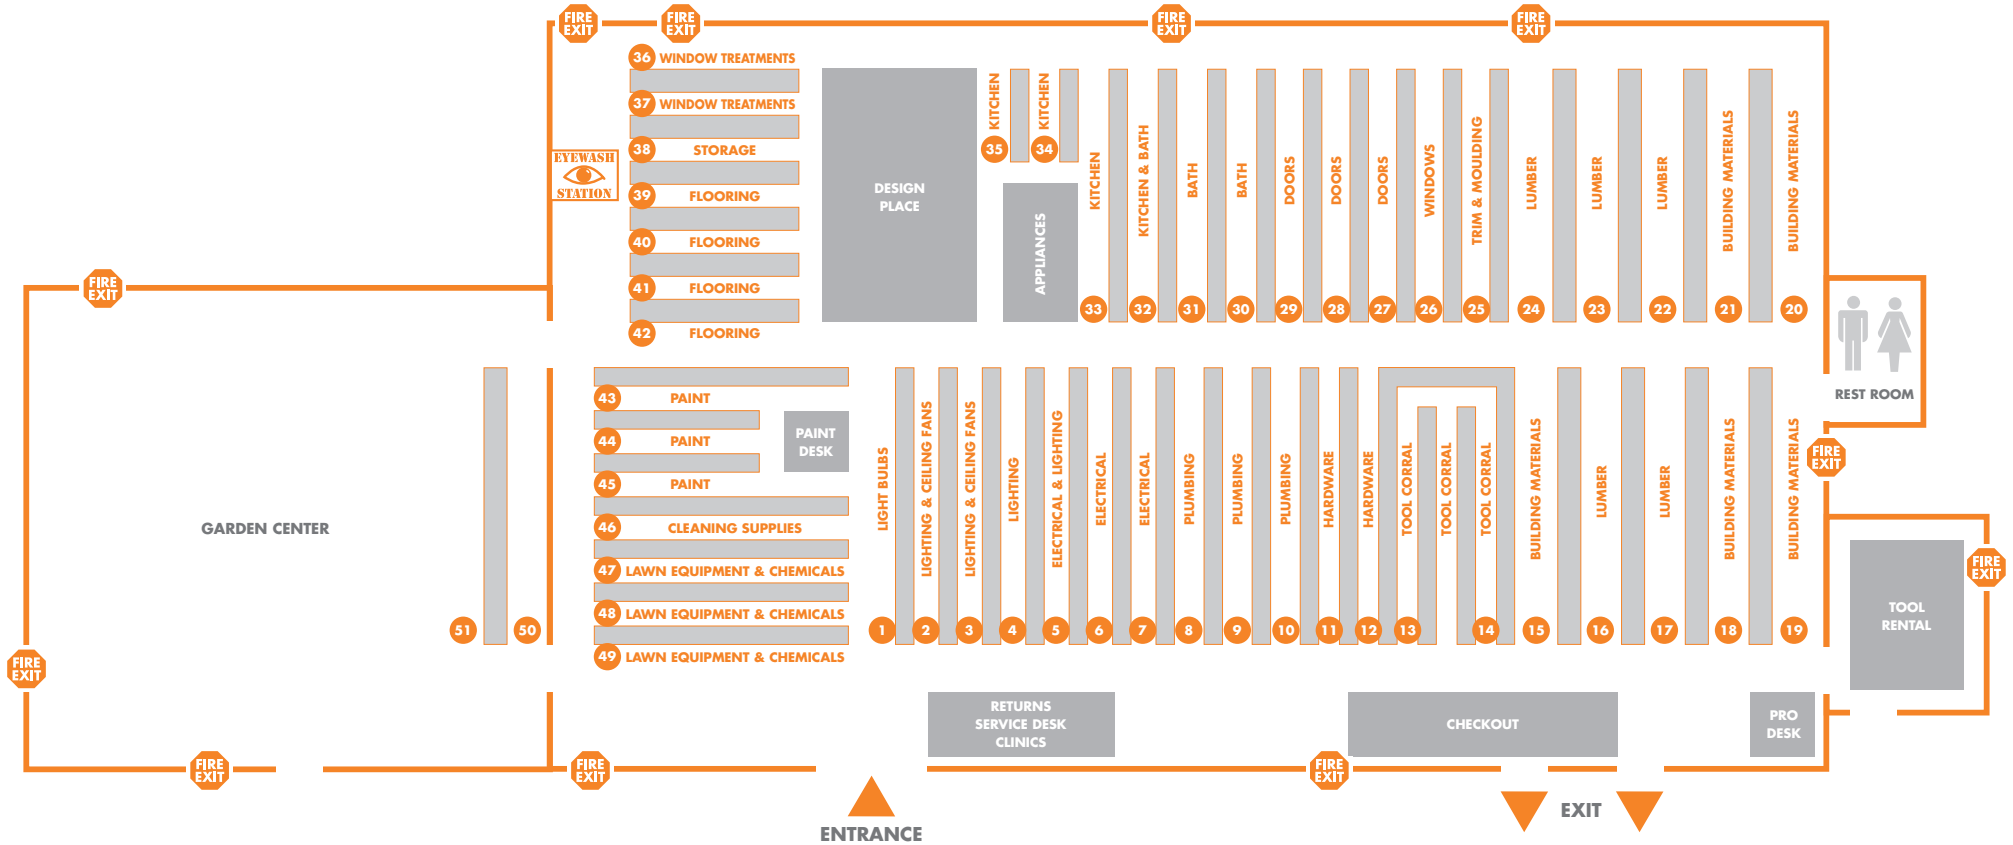 FIRE
EXIT
FIRE
EXIT
FIRE
EXIT
FIRE
EXIT
36 WINDOW TREATMENTS
37 WINDOW TREATMENTS
38 STORAGE
39 FLOORING
40 FLOORING
41 FLOORING
42 FLOORING
EYEWASH
STATION
DESIGN
PLACE
KITCHEN
35
KITCHEN
34
APPLIANCES
KITCHEN
33
KITCHEN & BATH
32
BATH
31
BATH
30
DOORS
29
DOORS
28
DOORS
27
WINDOWS
26
TRIM & MOULDING
25
LUMBER
24
LUMBER
23
LUMBER
22
BUILDING MATERIALS
21
BUILDING MATERIALS
20
FIRE
EXIT
REST ROOM
FIRE
EXIT
GARDEN CENTER
51
50
43 PAINT
44 PAINT
45 PAINT
46 CLEANING SUPPLIES
47 LAWN EQUIPMENT & CHEMICALS
48 LAWN EQUIPMENT & CHEMICALS
49 LAWN EQUIPMENT & CHEMICALS
PAINT
DESK
LIGHT BULBS
1
LIGHTING & CEILING FANS
2
LIGHTING & CEILING FANS
3
LIGHTING
4
ELECTRICAL & LIGHTING
5
ELECTRICAL
6
ELECTRICAL
7
PLUMBING
8
PLUMBING
9
PLUMBING
10
HARDWARE
11
HARDWARE
12
TOOL CORRAL
13
TOOL CORRAL
TOOL CORRAL
14
BUILDING MATERIALS
15
LUMBER
16
LUMBER
17
BUILDING MATERIALS
18
BUILDING MATERIALS
19
FIRE
EXIT
TOOL
RENTAL
FIRE
EXIT
RETURNS
SERVICE DESK
CLINICS
CHECKOUT
PRO
DESK
FIRE
EXIT
FIRE
EXIT
FIRE
EXIT
ENTRANCE
EXIT